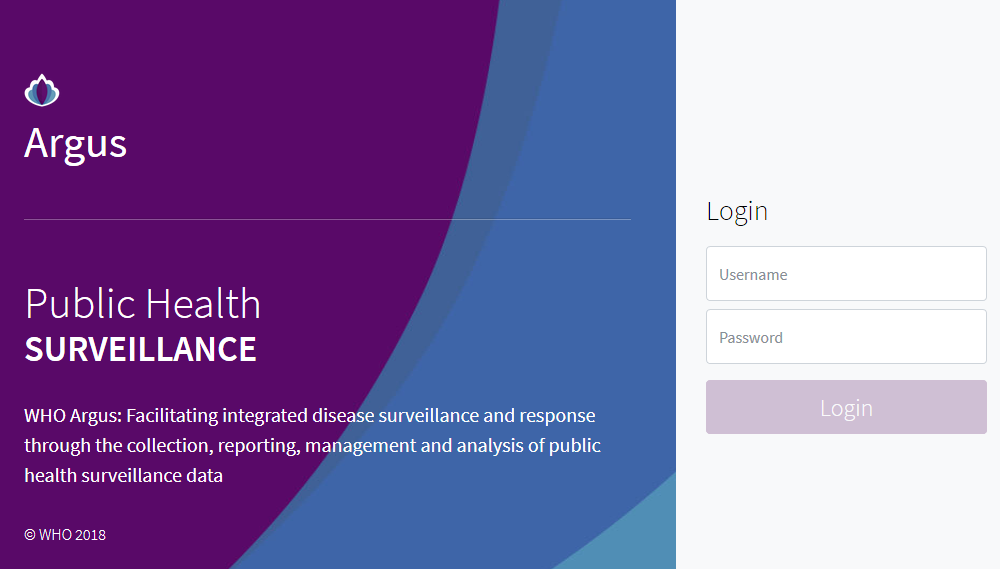 Argus
Public Health
SURVEILLANCE
WHO Argus: Facilitating integrated disease surveillance and response
through the collection, reporting, management and analysis of public
health surveillance data
© WHO 2018
Login
Username
Password
Login